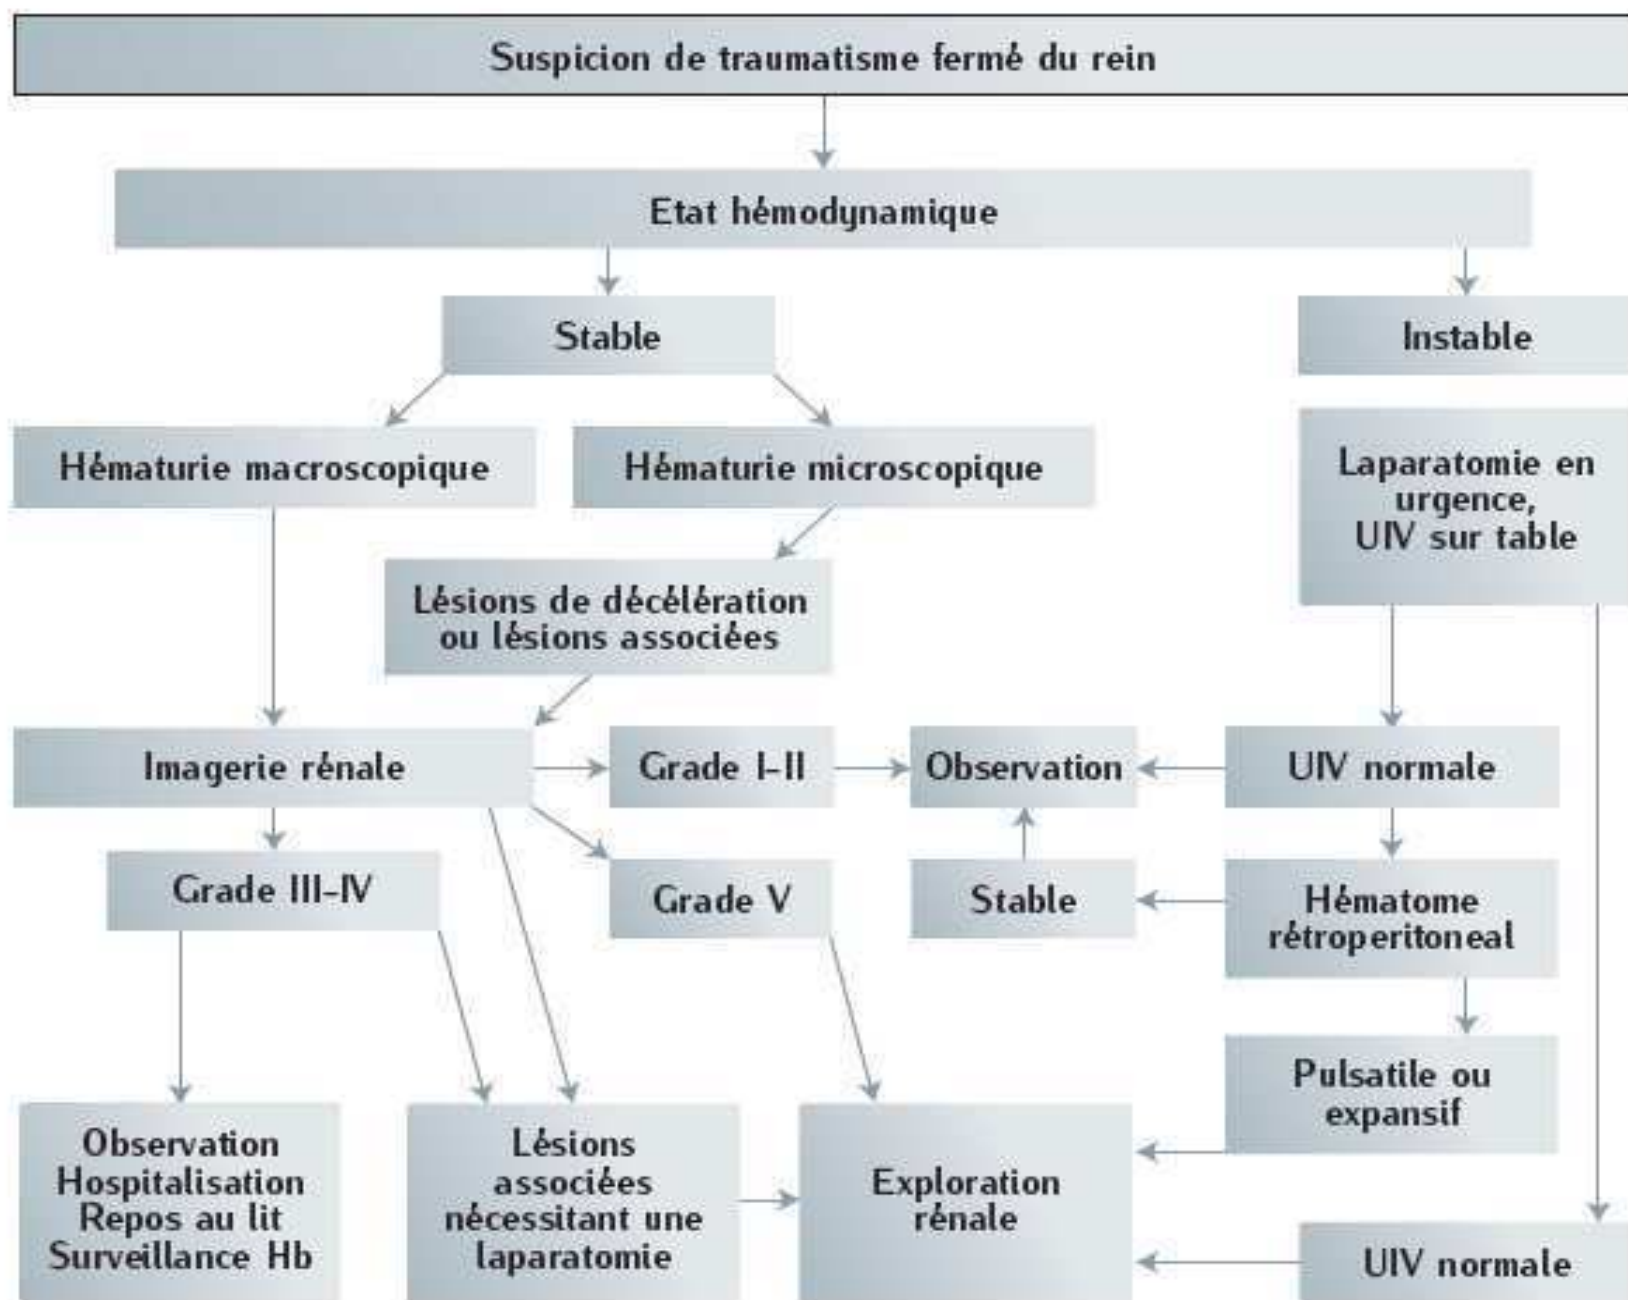 Suspicion de traumatisme fermé du rein
Etat hémodynamique
Stable
Instable
Hématurie macroscopique
Hématurie microscopique
Laparatomie en
urgence,
UIV sur table
Lésions de décélération
ou lésions associées
Imagerie rénale
Grade I-II
Observation
UIV normale
Grade III-IV
Grade V
Stable
Hématome
rétroperitoneal
Pulsatile ou
expansif
Observation
Hospitalisation
Repos au lit
Surveillance Hb
Lésions
associées
nécessitant une
laparatomie
Exploration
rénale
UIV normale